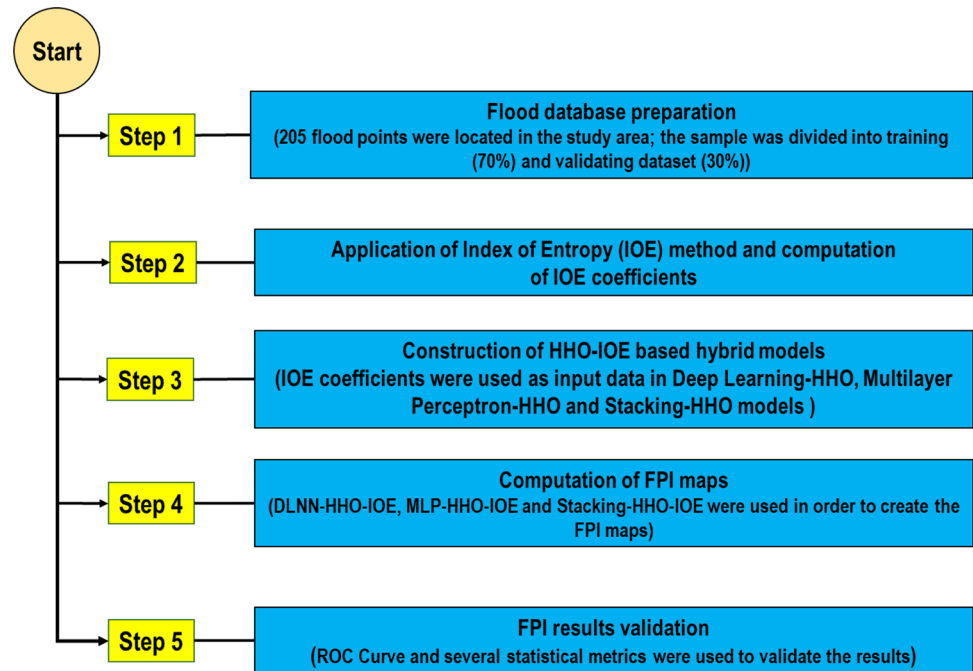 Start
Step 1
Flood database preparation
(205 flood points were located in the study area; the sample was divided into training
(70%) and validating dataset (30%))
Step 2
Application of Index of Entropy (IOE) method and computation
of IOE coefficients
Step 3
Construction of HHO-IOE based hybrid models
(IOE coefficients were used as input data in Deep Learning-HHO, Multilayer
Perceptron-HHO and Stacking-HHO models )
Step 4
Computation of FPI maps
(DLNN-HHO-IOE, MLP-HHO-IOE and Stacking-HHO-IOE were used in order to create the
FPI maps)
Step 5
FPI results validation
(ROC Curve and several statistical metrics were used to validate the results)